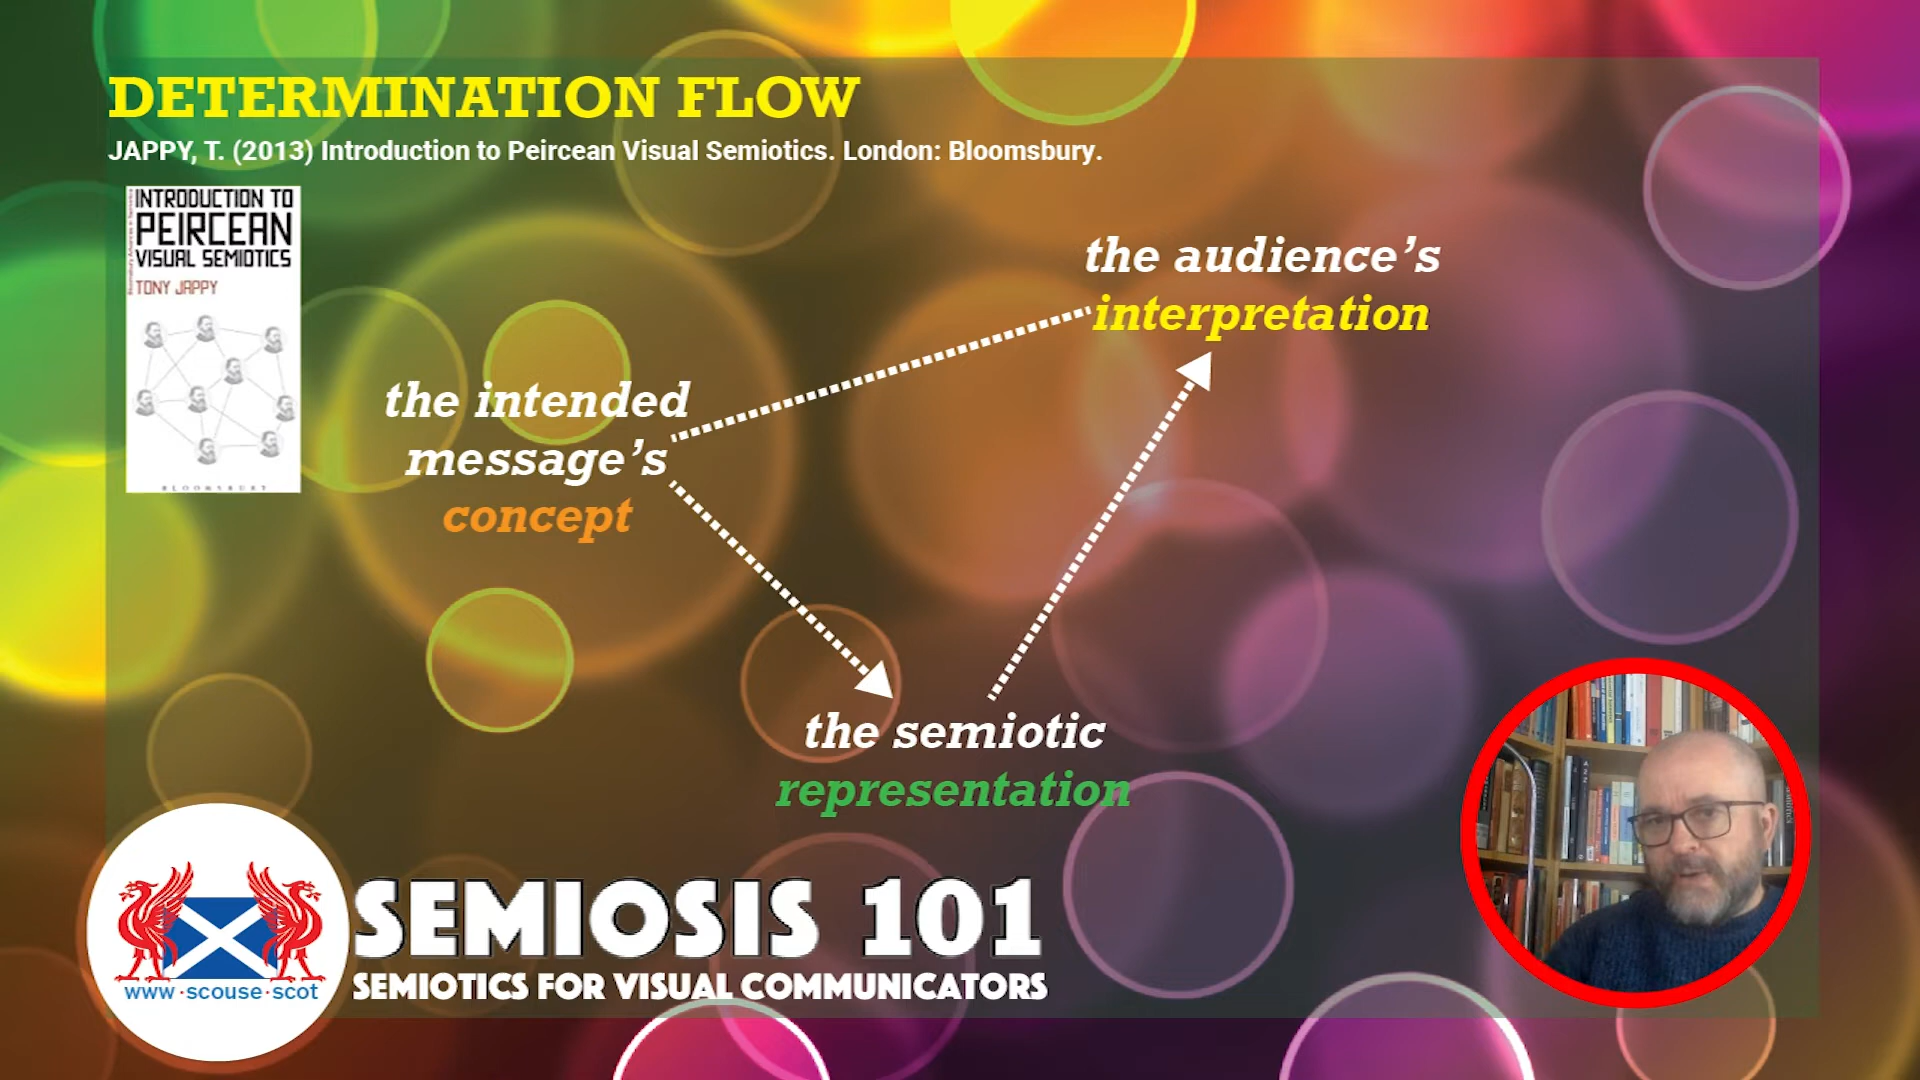 DETERMINATION FLOW
JAPPY, T. (2013) Introduction to Peircean Visual Semiotics. London: Bloomsbury.
INTRODUCTION TO
PEIRCEAN
VISUAL SEMIOTICS
TONY JAPPY
BLOOMSBURY
the audience’s
interpretation
the intended
message’s
concept
the semiotic
representation
www·scouse·scot
SEMIOSIS 101
SEMIOTICS FOR VISUAL COMMUNICATORS